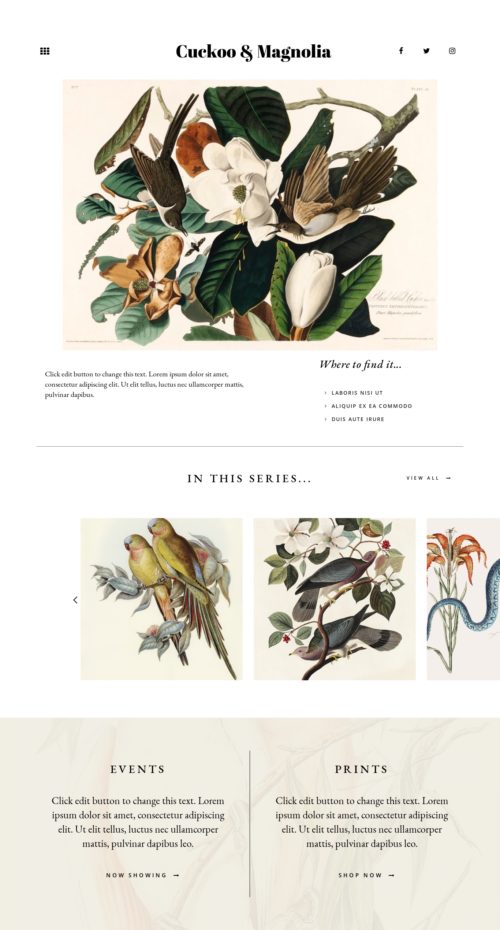 Cuckoo & Magnolia
Click edit button to change this text. Lorem ipsum dolor sit amet,
consectetur adipiscing elit. Ut elit tellus, luctus nec ullamcorper mattis,
pulvinar dapibus.
Where to find it...
LABORIS NISI UT
ALIQUIP EX EA COMMODO
DUIS AUTE IRURE
IN THIS SERIES...
VIEW ALL →
EVENTS
Click edit button to change this text. Lorem
ipsum dolor sit amet, consectetur adipiscing
elit. Ut elit tellus, luctus nec ullamcorper
mattis, pulvinar dapibus leo.
NOW SHOWING →
PRINTS
Click edit button to change this text. Lorem
ipsum dolor sit amet, consectetur adipiscing
elit. Ut elit tellus, luctus nec ullamcorper
mattis, pulvinar dapibus leo.
SHOP NOW →